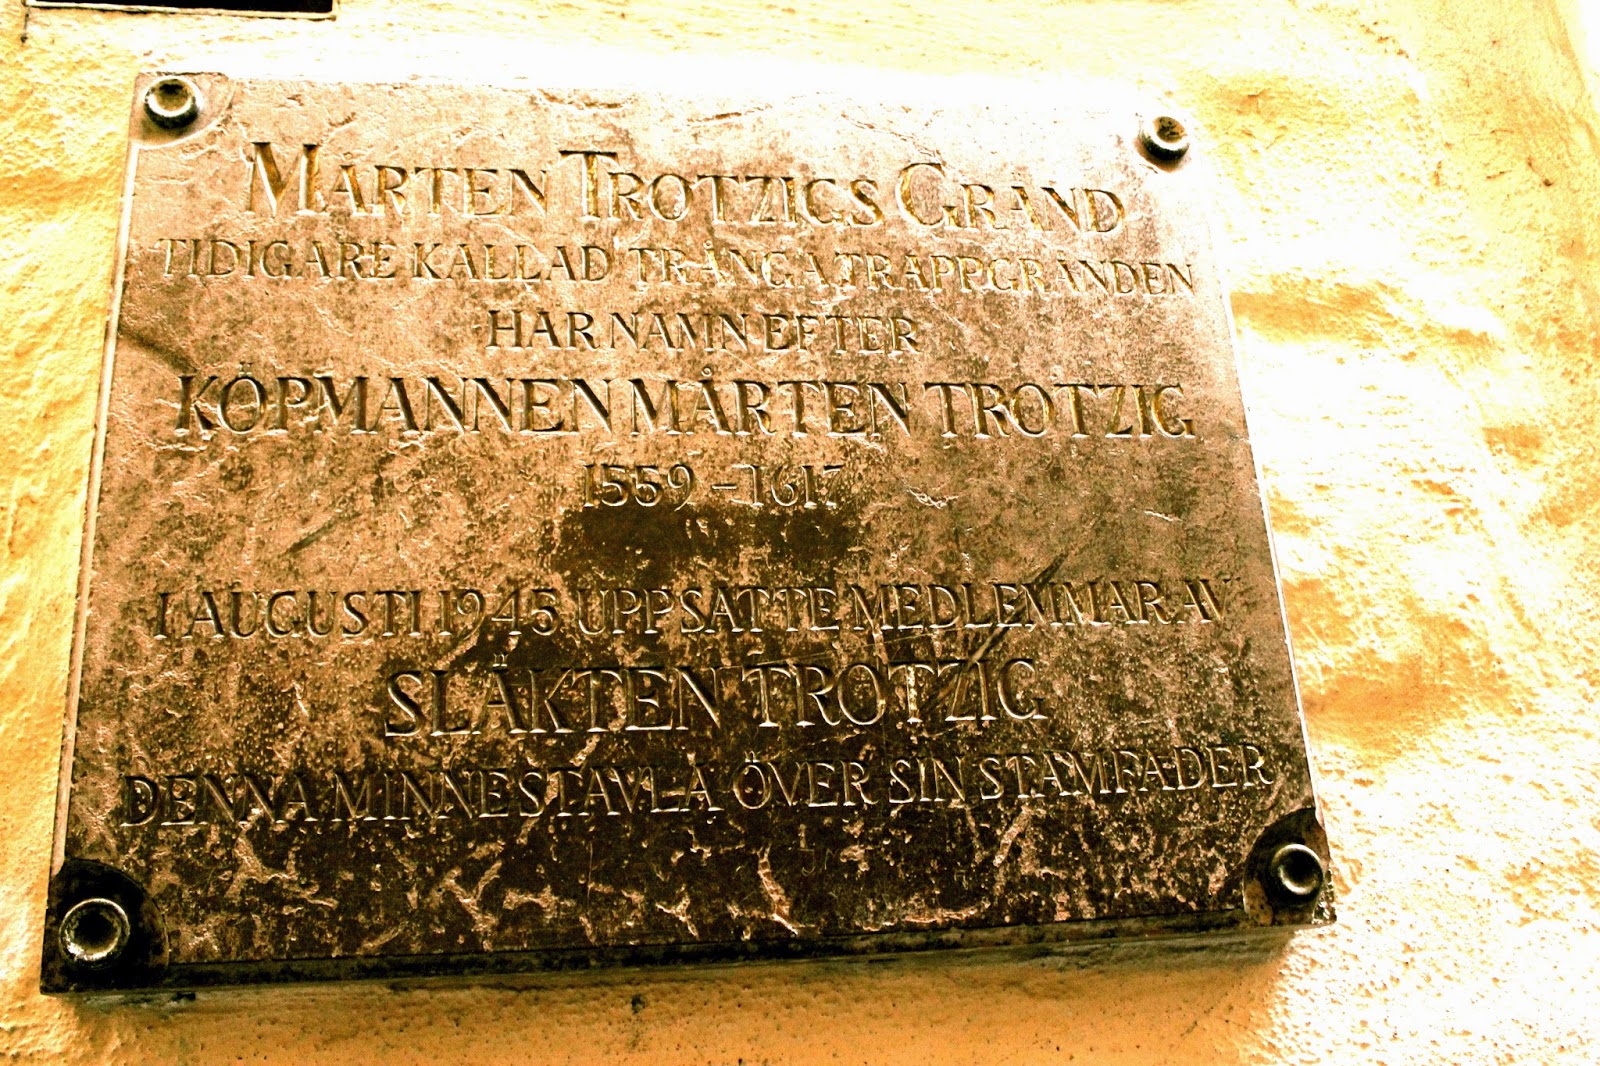 MÅRTEN TROTZIGS GRÄND
TIDIGARE KALLAD TRÅNGA TRAPPGRÄNDEN
HAR NAMN EFTER
KÖPMANNEN MÅRTEN TROTZIG
1559 - 1617
I AUGUSTI 1945 UPPSATTE MEDLEMMAR AV
SLÄKTEN TROTZIG
DENNA MINNESTAVLA ÖVER SIN STAMFADER